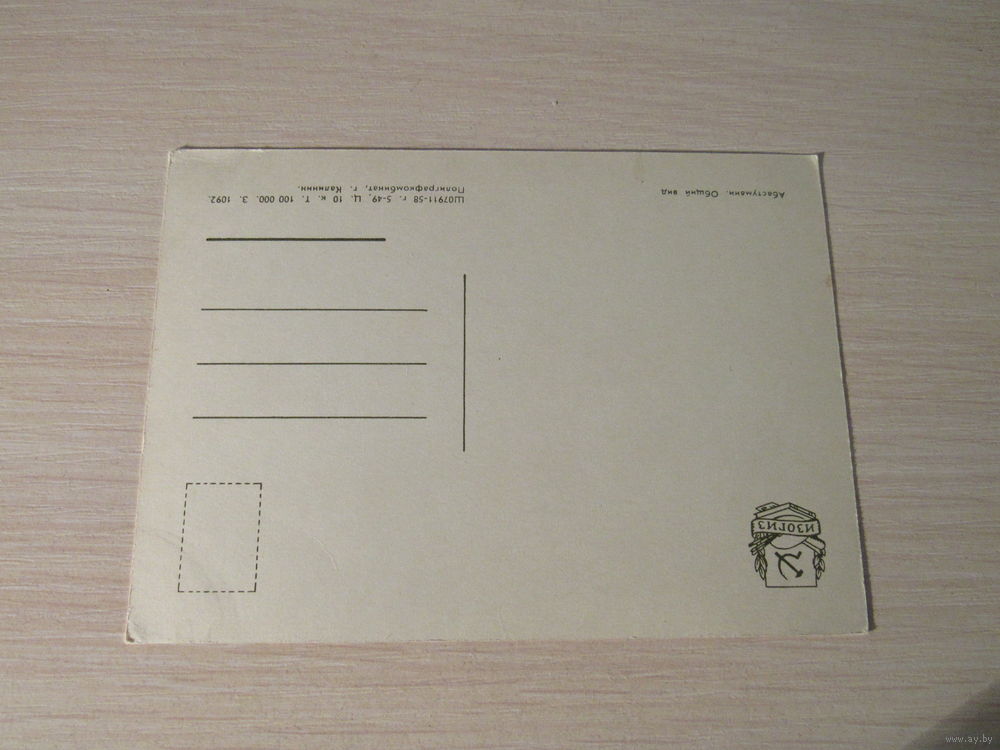 ИЗОГИЗ
Абастумани. Общий вид
Ш07911-58 г. 5-49, Ц. 10 к. Т. 100 000. З. 1092.
Полиграфкомбинат, г. Калинин.
www.ay.by